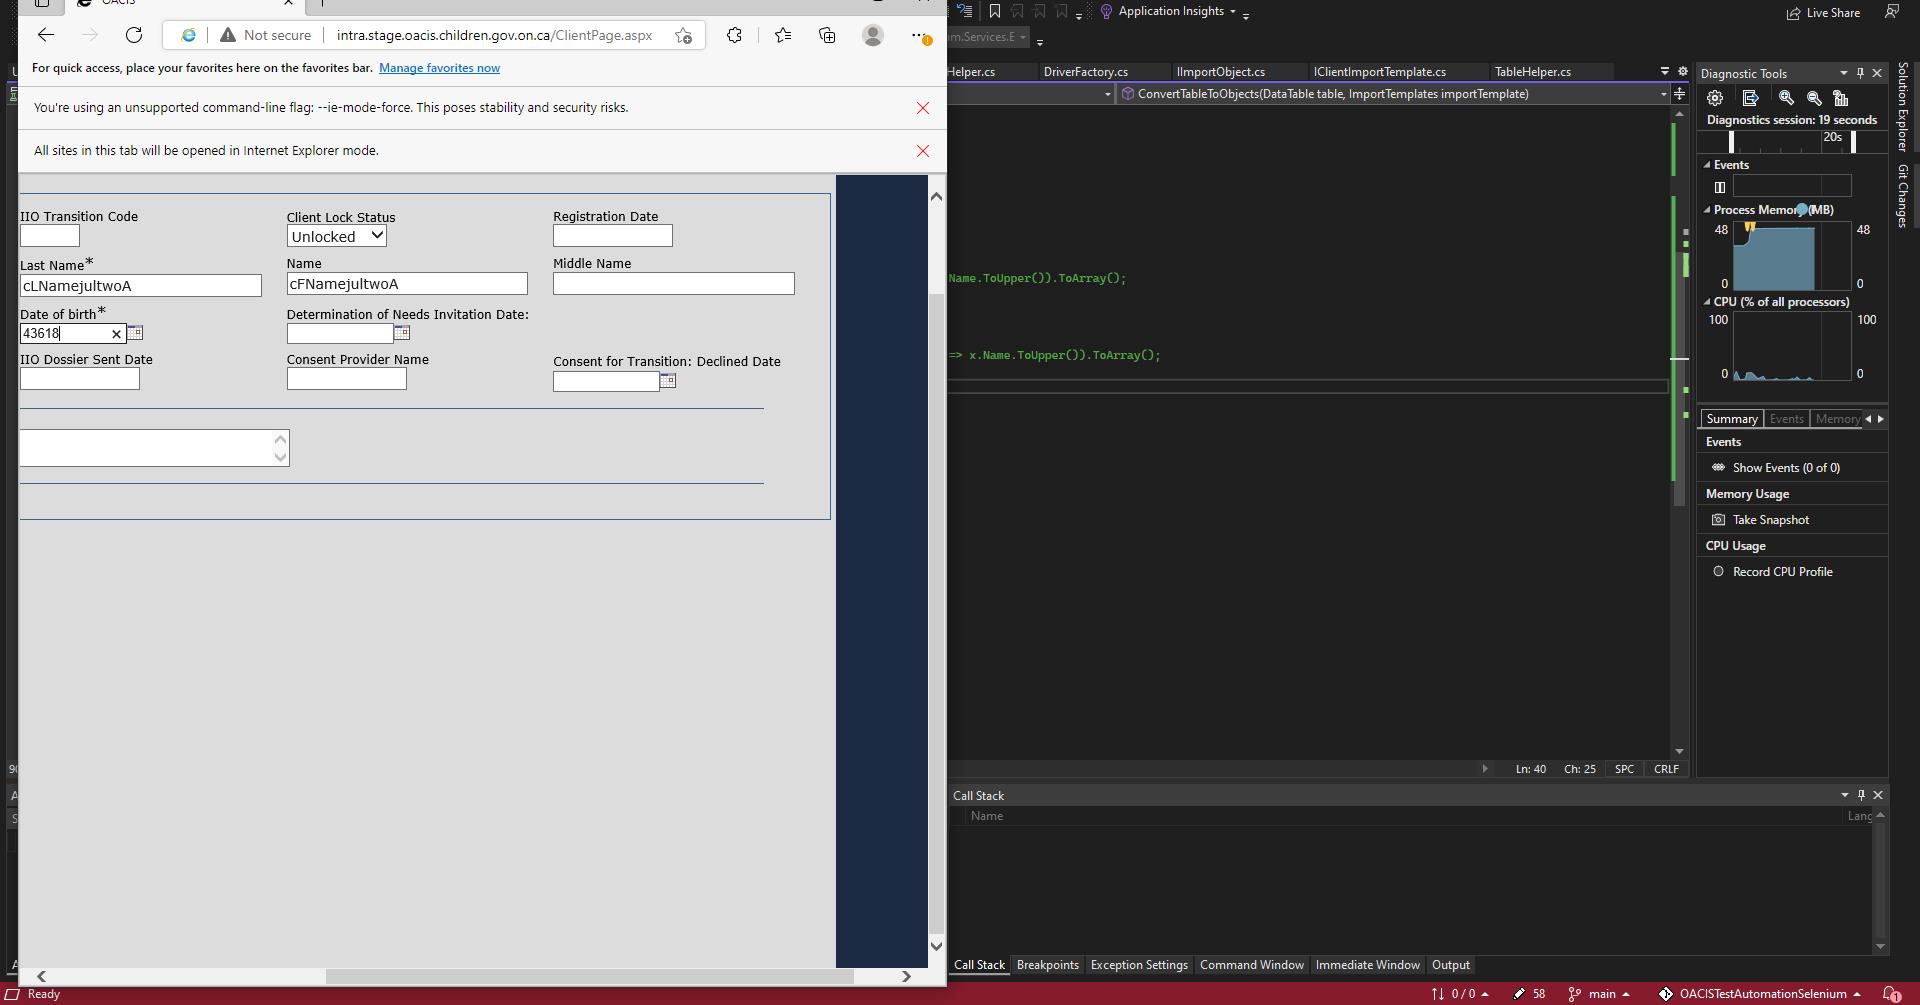 OACIS
Application Insights
Live Share
Not secure
intra.stage.oacis.children.gov.on.ca/ClientPage.aspx
m.Services.E
For quick access, place your favorites here on the favorites bar. Manage favorites now
Helper.cs
DriverFactory.cs
IImportObject.cs
IClientImportTemplate.cs
TableHelper.cs
Diagnostic Tools
Solution Explorer
Git Changes
You're using an unsupported command-line flag: --ie-mode-force. This poses stability and security risks.
ConvertTableToObjects(DataTable table, ImportTemplates importTemplate)
Diagnostics session: 19 seconds
20s
All sites in this tab will be opened in Internet Explorer mode.
Events
Process Memory (MB)
48
48
0
0
CPU (% of all processors)
100
100
0
0
IIO Transition Code
Client Lock Status
Registration Date
Unlocked
Last Name*
Name
Middle Name
cLNamejultwoA
cFNamejultwoA
Name.ToUpper()).ToArray();
Date of birth*
Determination of Needs Invitation Date:
43618
IIO Dossier Sent Date
Consent Provider Name
Consent for Transition: Declined Date
=> x.Name.ToUpper()).ToArray();
Summary
Events
Memory
Events
Show Events (0 of 0)
Memory Usage
Take Snapshot
CPU Usage
Record CPU Profile
Ln: 40
Ch: 25
SPC
CRLF
Call Stack
Name
Lang
Call Stack
Breakpoints
Exception Settings
Command Window
Immediate Window
Output
Ready
0 / 0
58
main
OACISTestAutomationSelenium
1